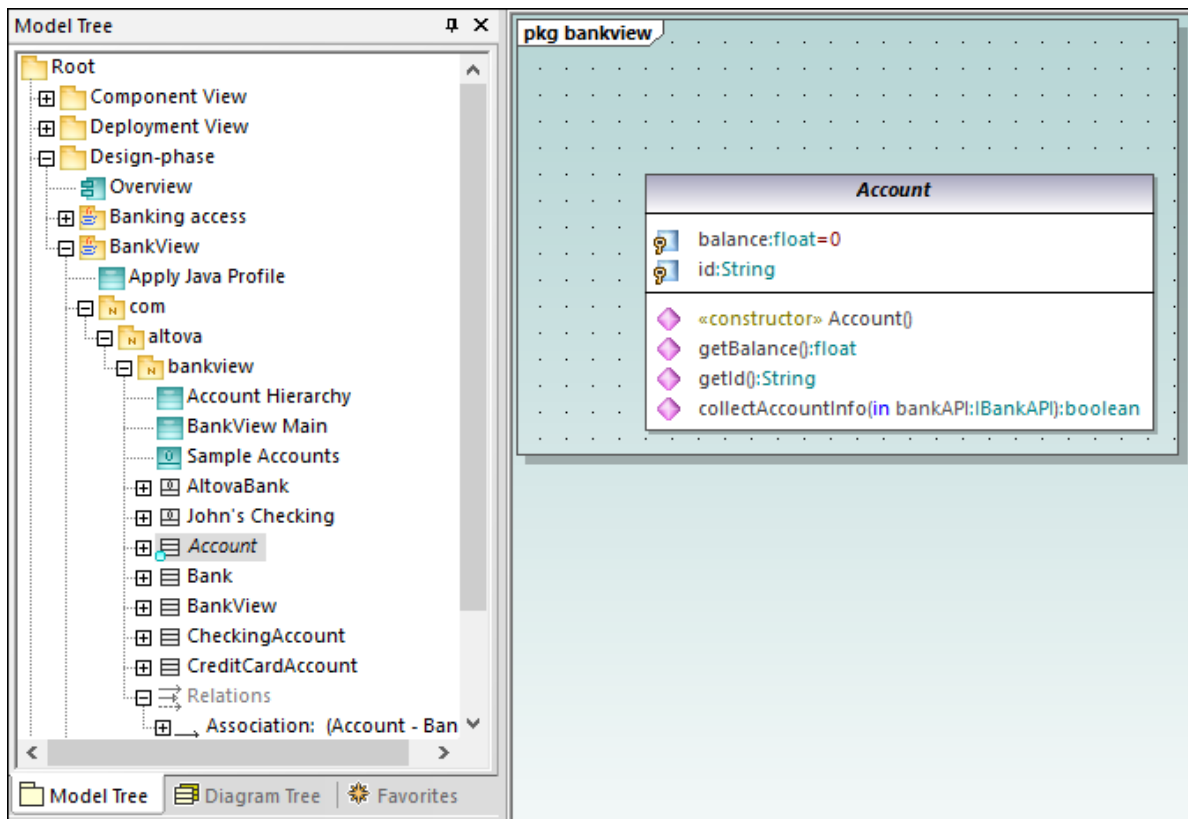 Model Tree
Root
Component View
Deployment View
Design-phase
Overview
Banking access
BankView
Apply Java Profile
com
altova
bankview
Account Hierarchy
BankView Main
Sample Accounts
AltovaBank
John's Checking
Account
Bank
BankView
CheckingAccount
CreditCardAccount
Relations
Association: (Account - Ban
Model Tree
Diagram Tree
Favorites
pkg bankview
Account
balance:float=0
id:String
«constructor» Account()
getBalance():float
getId():String
collectAccountInfo(in bankAPI:IBankAPI):boolean